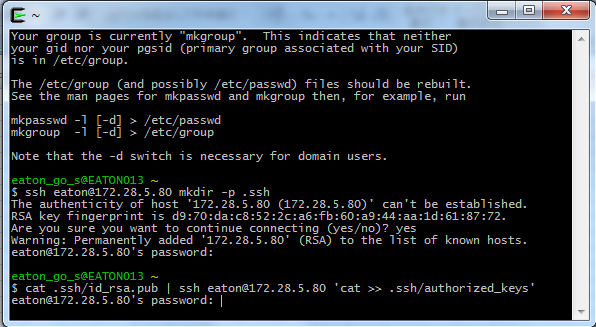 ~
Your group is currently "mkgroup".  This indicates that neither
your gid nor your pgsid (primary group associated with your SID)
is in /etc/group.
The /etc/group (and possibly /etc/passwd) files should be rebuilt.
See the man pages for mkpasswd and mkgroup then, for example, run
mkpasswd -l [-d] > /etc/passwd
mkgroup  -l [-d] > /etc/group
Note that the -d switch is necessary for domain users.
eaton_go_s@EATON013 ~
$ ssh eaton@172.28.5.80 mkdir -p .ssh
The authenticity of host '172.28.5.80 (172.28.5.80)' can't be established.
RSA key fingerprint is d9:70:da:c8:52:2c:a6:fb:60:a9:44:aa:1d:61:87:72.
Are you sure you want to continue connecting (yes/no)? yes
Warning: Permanently added '172.28.5.80' (RSA) to the list of known hosts.
eaton@172.28.5.80's password:
eaton_go_s@EATON013 ~
$ cat .ssh/id_rsa.pub | ssh eaton@172.28.5.80 'cat >> .ssh/authorized_keys'
eaton@172.28.5.80's password: